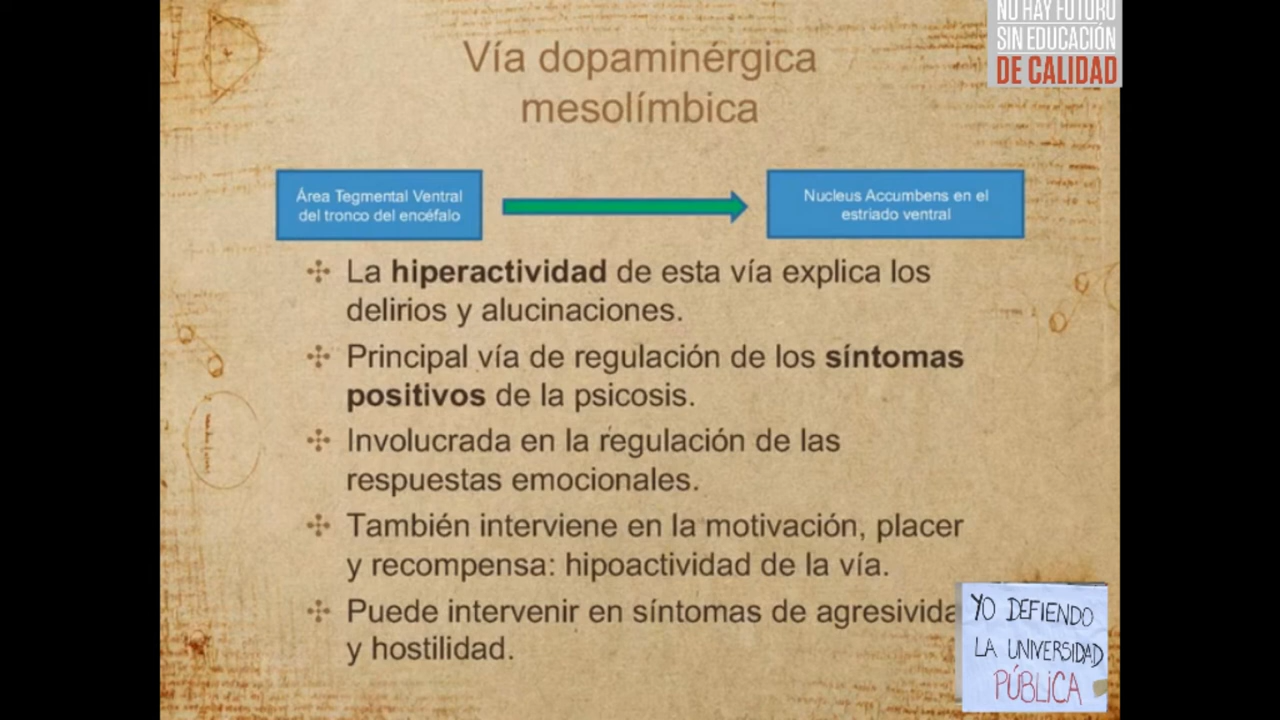 NO HAY FUTURO
SIN EDUCACIÓN
DE CALIDAD
Vía dopaminérgica
mesolímbica
Área Tegmental Ventral
del tronco del encéfalo
Nucleus Accumbens en el
estriado ventral
La hiperactividad de esta vía explica los
delirios y alucinaciones.
Principal vía de regulación de los síntomas
positivos de la psicosis.
Involucrada en la regulación de las
respuestas emocionales.
También interviene en la motivación, placer
y recompensa: hipoactividad de la vía.
Puede intervenir en síntomas de agresivida
y hostilidad.
YO DEFIENDO
LA UNIVERSIDAD
PÚBLICA